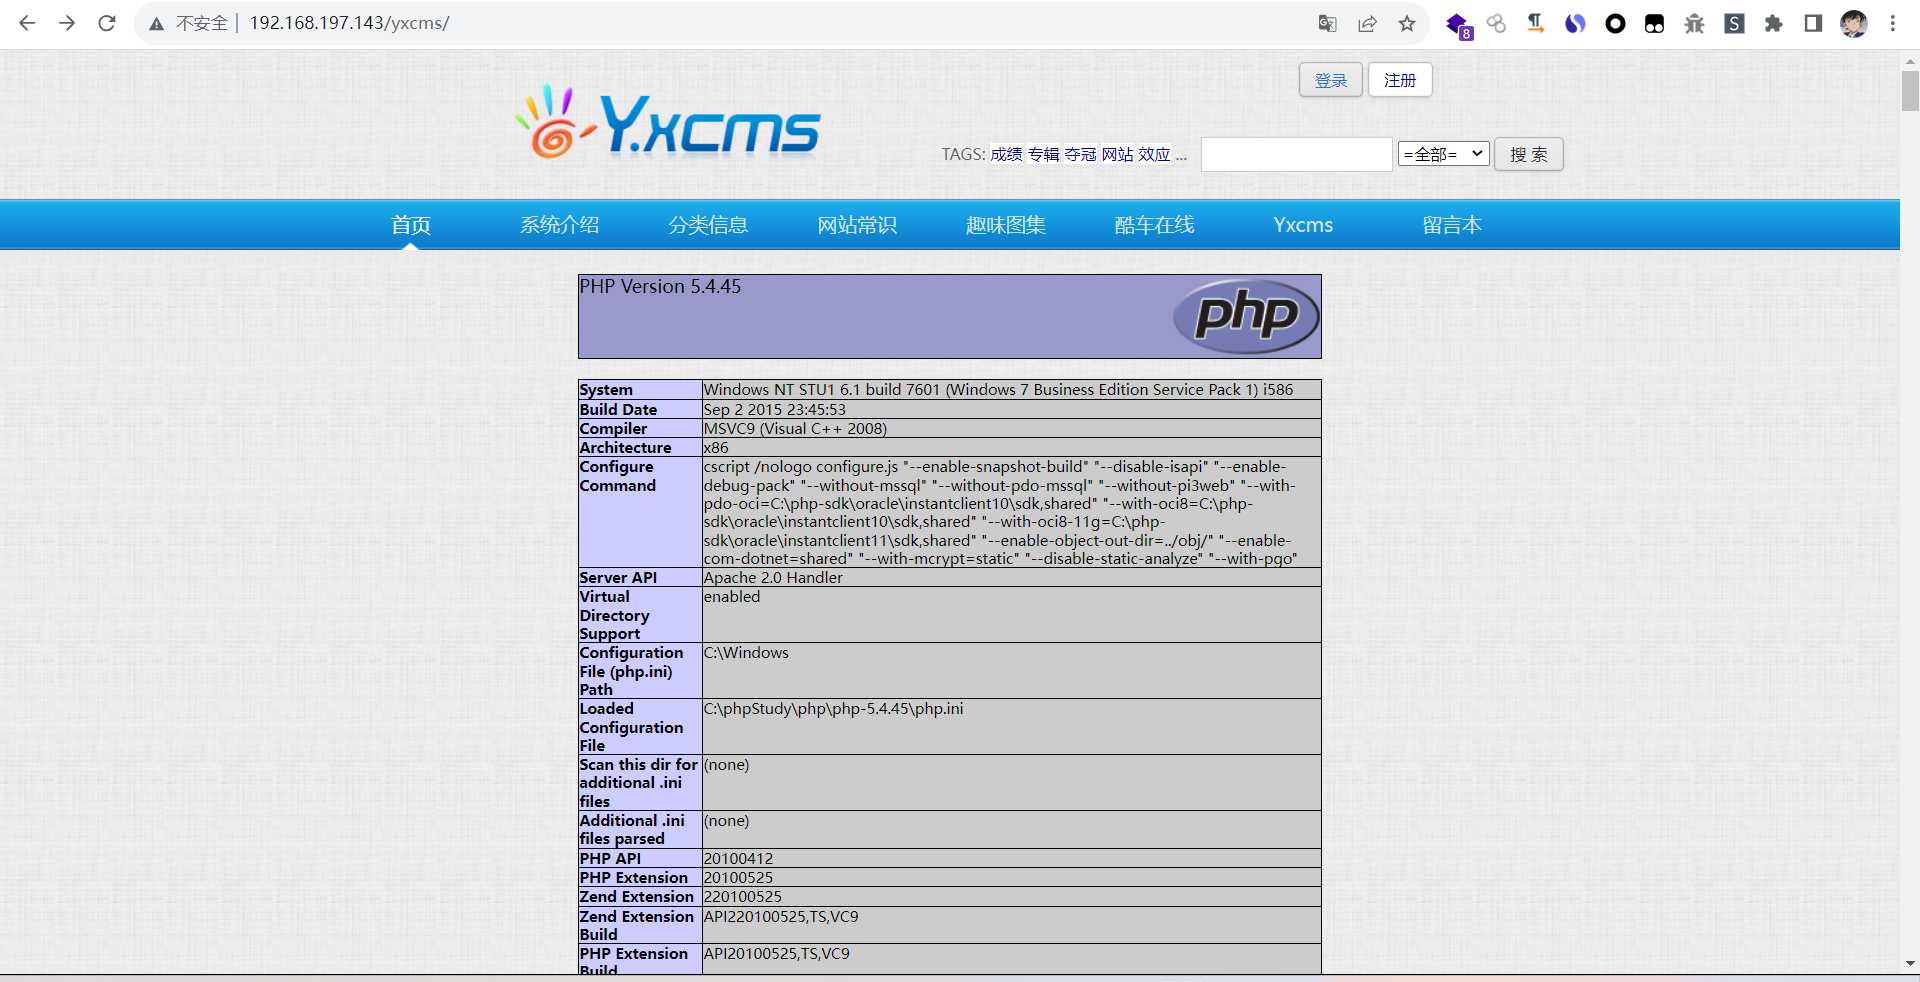 不安全 192.168.197.143/yxcms/
8
S
登录 注册
Y.xcms
TAGS: 成绩 专辑 夺冠 网站 效应 ... =全部= 搜 索
首页 系统介绍 分类信息 网站常识 趣味图集 酷车在线 Yxcms 留言本
PHP Version 5.4.45
php
System Windows NT STU1 6.1 build 7601 (Windows 7 Business Edition Service Pack 1) i586
Build Date Sep 2 2015 23:45:53
Compiler MSVC9 (Visual C++ 2008)
Architecture x86
Configure cscript /nologo configure.js "--enable-snapshot-build" "--disable-isapi" "--enable-
Command debug-pack" "--without-mssql" "--without-pdo-mssql" "--without-pi3web" "--with-
pdo-oci=C:\php-sdk\oracle\instantclient10\sdk,shared" "--with-oci8=C:\php-
sdk\oracle\instantclient10\sdk,shared" "--with-oci8-11g=C:\php-
sdk\oracle\instantclient11\sdk,shared" "--enable-object-out-dir=../obj/" "--enable-
com-dotnet=shared" "--with-mcrypt=static" "--disable-static-analyze" "--with-pgo"
Server API Apache 2.0 Handler
Virtual enabled
Directory
Support
Configuration C:\Windows
File (php.ini)
Path
Loaded C:\phpStudy\php\php-5.4.45\php.ini
Configuration
File
Scan this dir for (none)
additional .ini
files
Additional .ini (none)
files parsed
PHP API 20100412
PHP Extension 20100525
Zend Extension 220100525
Zend Extension API220100525,TS,VC9
Build
PHP Extension API20100525,TS,VC9
Build